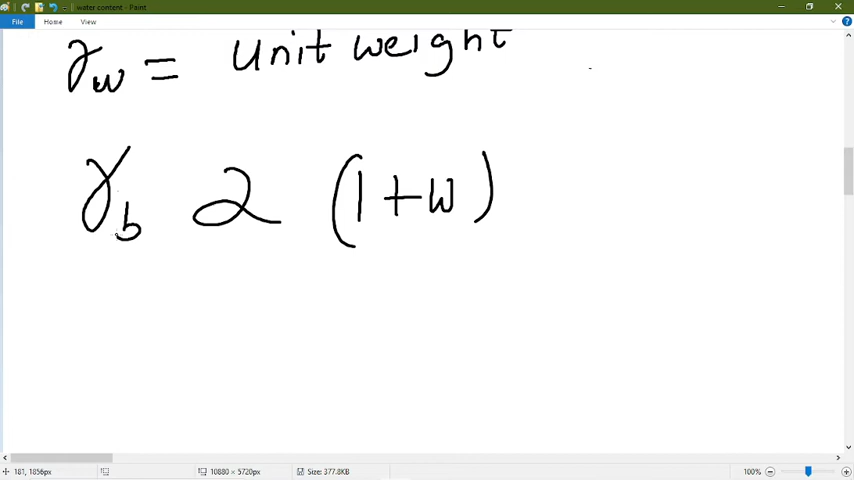 water content - Paint
File Home View
γw = unit weight
γb 2 (1+w)
181, 1856px 10880 × 5720px Size: 377.8KB 100%